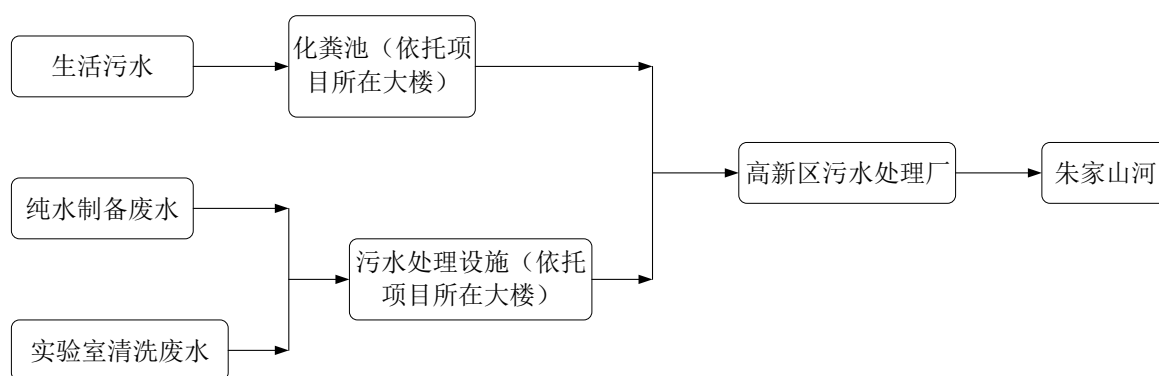 生活污水
化粪池（依托项
目所在大楼）
高新区污水处理厂
朱家山河
纯水制备废水
污水处理设施（依托
项目所在大楼）
实验室清洗废水